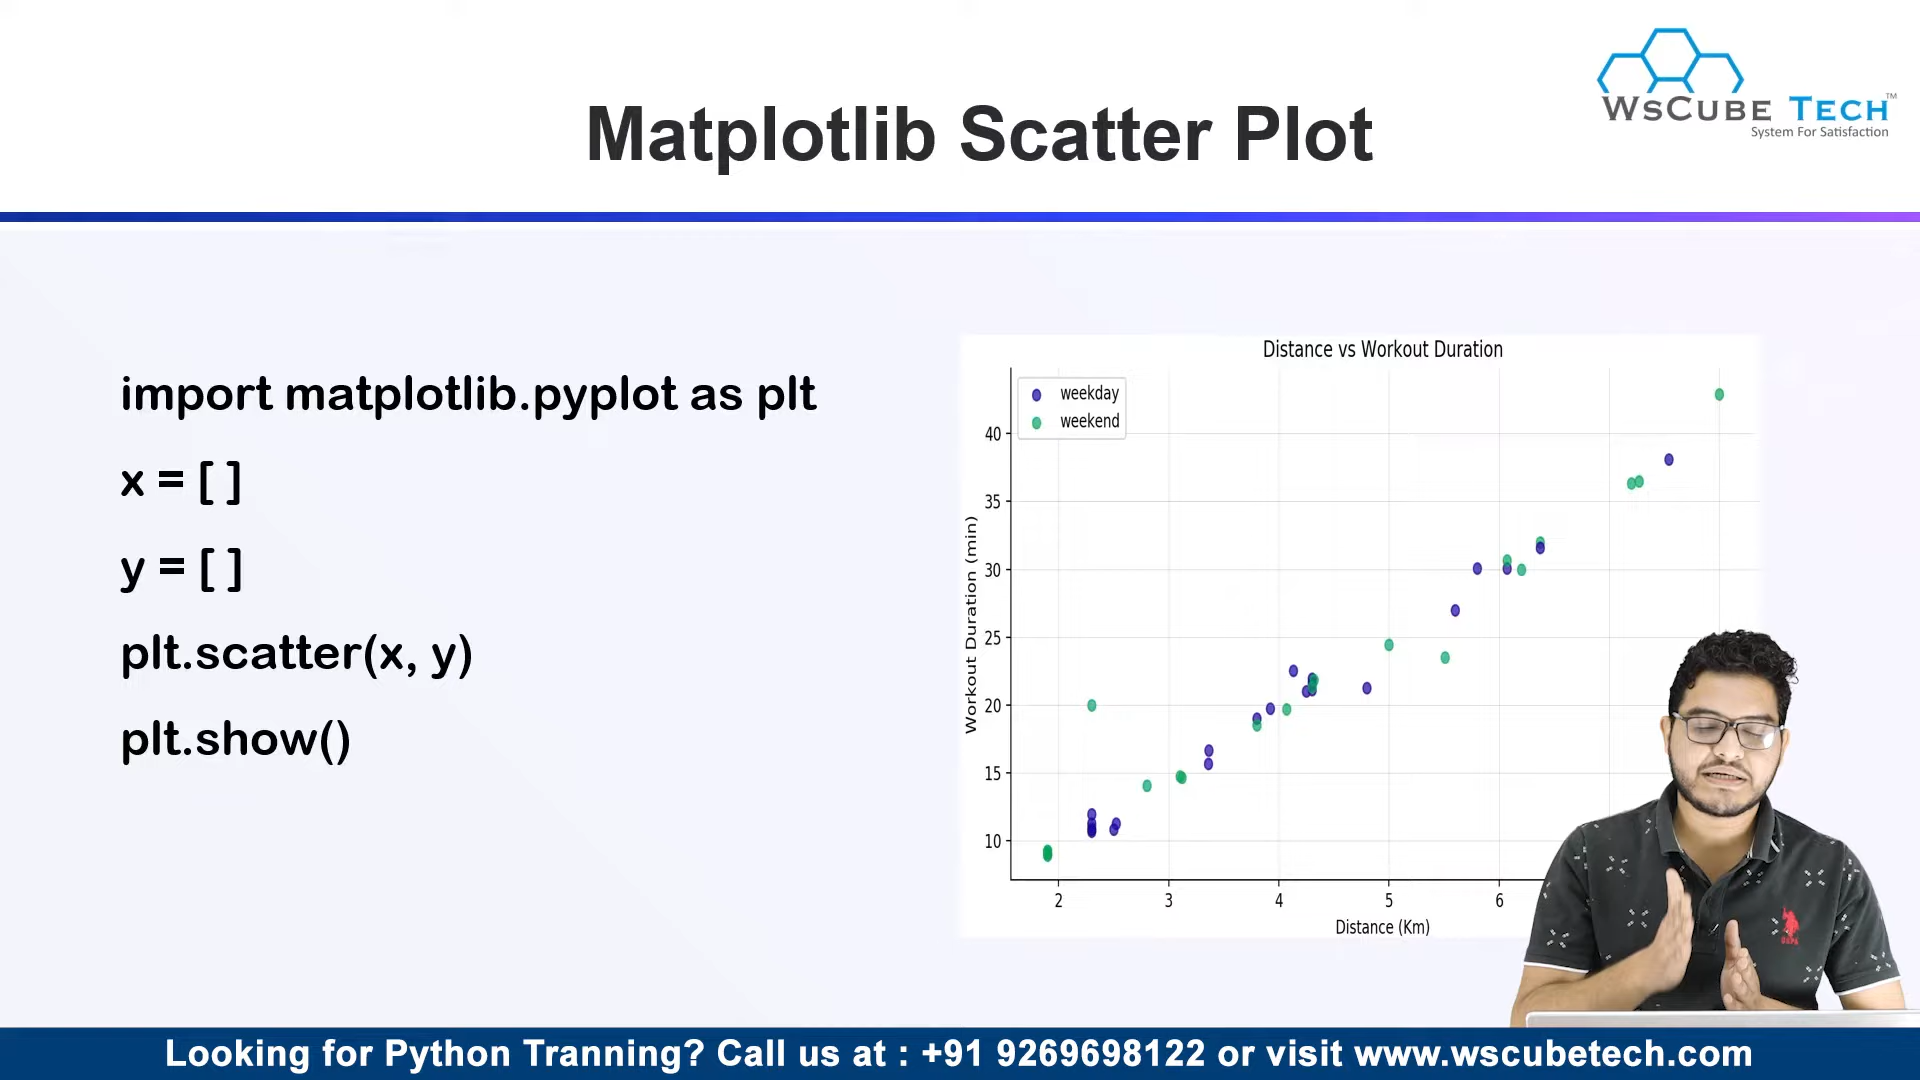 WsCube Tech™
System For Satisfaction
Matplotlib Scatter Plot
import matplotlib.pyplot as plt
x = [ ]
y = [ ]
plt.scatter(x, y)
plt.show()
Distance vs Workout Duration
weekday
weekend
40
35
30
25
20
15
10
Workout Duration (min)
2 3 4 5 6
Distance (Km)
Looking for Python Tranning? Call us at : +91 9269698122 or visit www.wscubetech.com